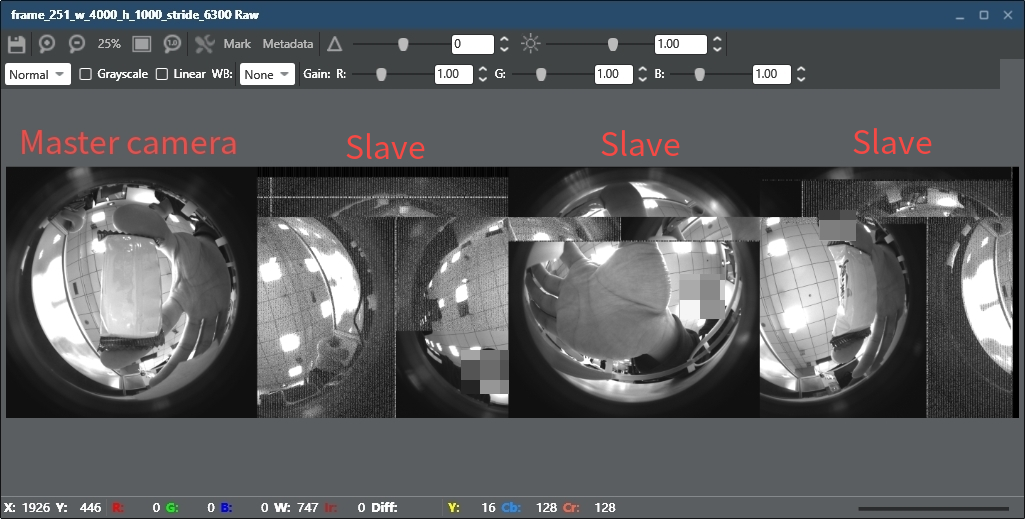 frame_251_w_4000_h_1000_stride_6300 Raw
25% 1.0 Mark Metadata 0 1.00
Normal Grayscale Linear WB: None Gain: R: 1.00 G: 1.00 B: 1.00
Master camera Slave Slave Slave
X: 1926 Y: 446 R: 0 G: 0 B: 0 W: 747 Ir: 0 Diff: Y: 16 Cb: 128 Cr: 128